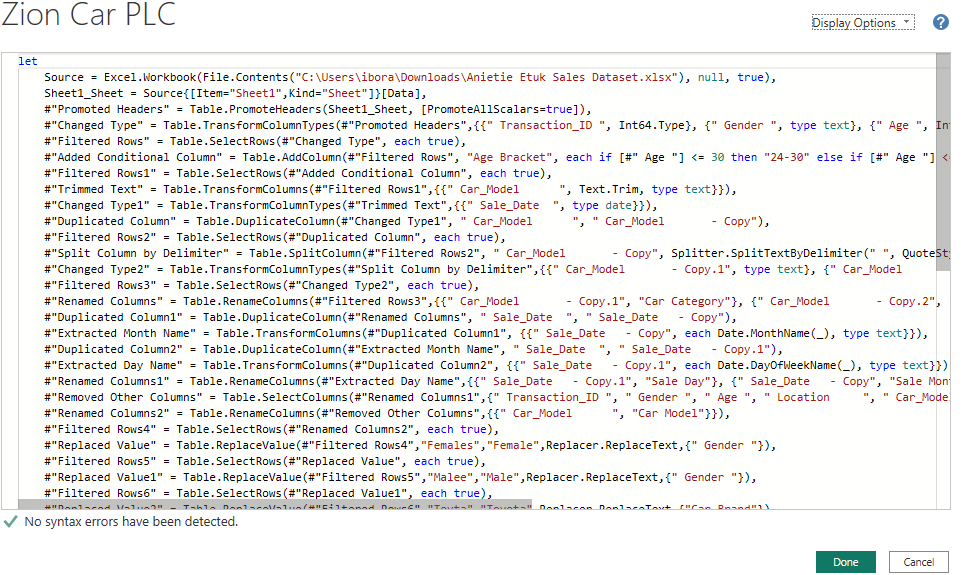 Zion Car PLC
Display Options
?
let
Source = Excel.Workbook(File.Contents("C:\Users\ibora\Downloads\Anietie Etuk Sales Dataset.xlsx"), null, true),
Sheet1_Sheet = Source{[Item="Sheet1",Kind="Sheet"]}[Data],
#"Promoted Headers" = Table.PromoteHeaders(Sheet1_Sheet, [PromoteAllScalars=true]),
#"Changed Type" = Table.TransformColumnTypes(#"Promoted Headers",{{" Transaction_ID ", Int64.Type}, {" Gender ", type text}, {" Age ", In
#"Filtered Rows" = Table.SelectRows(#"Changed Type", each true),
#"Added Conditional Column" = Table.AddColumn(#"Filtered Rows", "Age Bracket", each if [#" Age "] <= 30 then "24-30" else if [#" Age "] <
#"Filtered Rows1" = Table.SelectRows(#"Added Conditional Column", each true),
#"Trimmed Text" = Table.TransformColumns(#"Filtered Rows1",{{" Car_Model      ", Text.Trim, type text}}),
#"Changed Type1" = Table.TransformColumnTypes(#"Trimmed Text",{{" Sale_Date  ", type date}}),
#"Duplicated Column" = Table.DuplicateColumn(#"Changed Type1", " Car_Model      ", " Car_Model       - Copy"),
#"Filtered Rows2" = Table.SelectRows(#"Duplicated Column", each true),
#"Split Column by Delimiter" = Table.SplitColumn(#"Filtered Rows2", " Car_Model       - Copy", Splitter.SplitTextByDelimiter(" ", QuoteSty
#"Changed Type2" = Table.TransformColumnTypes(#"Split Column by Delimiter",{{" Car_Model       - Copy.1", type text}, {" Car_Model
#"Filtered Rows3" = Table.SelectRows(#"Changed Type2", each true),
#"Renamed Columns" = Table.RenameColumns(#"Filtered Rows3",{{" Car_Model       - Copy.1", "Car Category"}, {" Car_Model       - Copy.2",
#"Duplicated Column1" = Table.DuplicateColumn(#"Renamed Columns", " Sale_Date  ", " Sale_Date   - Copy"),
#"Extracted Month Name" = Table.TransformColumns(#"Duplicated Column1", {{" Sale_Date   - Copy", each Date.MonthName(_), type text}}),
#"Duplicated Column2" = Table.DuplicateColumn(#"Extracted Month Name", " Sale_Date  ", " Sale_Date   - Copy.1"),
#"Extracted Day Name" = Table.TransformColumns(#"Duplicated Column2", {{" Sale_Date   - Copy.1", each Date.DayOfWeekName(_), type text}})
#"Renamed Columns1" = Table.RenameColumns(#"Extracted Day Name",{{" Sale_Date   - Copy.1", "Sale Day"}, {" Sale_Date   - Copy", "Sale Mon
#"Removed Other Columns" = Table.SelectColumns(#"Renamed Columns1",{" Transaction_ID ", " Gender ", " Age ", " Location     ", " Car_Mode
#"Renamed Columns2" = Table.RenameColumns(#"Removed Other Columns",{{" Car_Model      ", "Car Model"}}),
#"Filtered Rows4" = Table.SelectRows(#"Renamed Columns2", each true),
#"Replaced Value" = Table.ReplaceValue(#"Filtered Rows4","Females","Female",Replacer.ReplaceText,{" Gender "}),
#"Filtered Rows5" = Table.SelectRows(#"Replaced Value", each true),
#"Replaced Value1" = Table.ReplaceValue(#"Filtered Rows5","Malee","Male",Replacer.ReplaceText,{" Gender "}),
#"Filtered Rows6" = Table.SelectRows(#"Replaced Value1", each true),
#"Replaced Value2" = Table.ReplaceValue(#"Filtered Rows6","Toyta","Toyota",Replacer.ReplaceText,{"Car Brand"}),
No syntax errors have been detected.
Done
Cancel